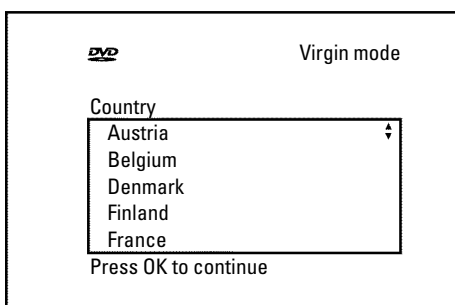 DVD Virgin mode
Country
Austria
Belgium
Denmark
Finland
France
Press OK to continue